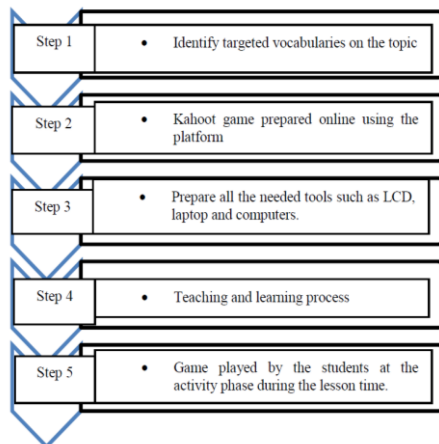 Step 1
• Identify targeted vocabularies on the topic
Step 2
• Kahoot game prepared online using the
platform
Step 3
• Prepare all the needed tools such as LCD,
laptop and computers.
Step 4
• Teaching and learning process
Step 5
• Game played by the students at the
activity phase during the lesson time.